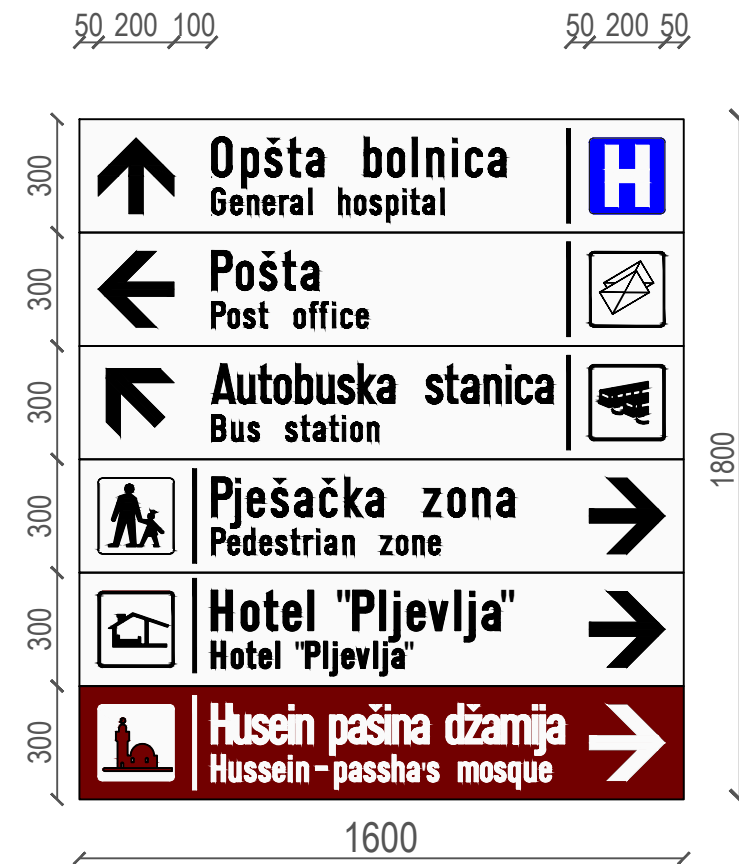 50 200 100 50 200 50
300
Opšta bolnica
General hospital
H
300
Pošta
Post office
300
Autobuska stanica
Bus station
1800
300
Pješačka zona
Pedestrian zone
300
Hotel "Pljevlja"
Hotel "Pljevlja"
300
Husein pašina džamija
Hussein-passha's mosque
1600